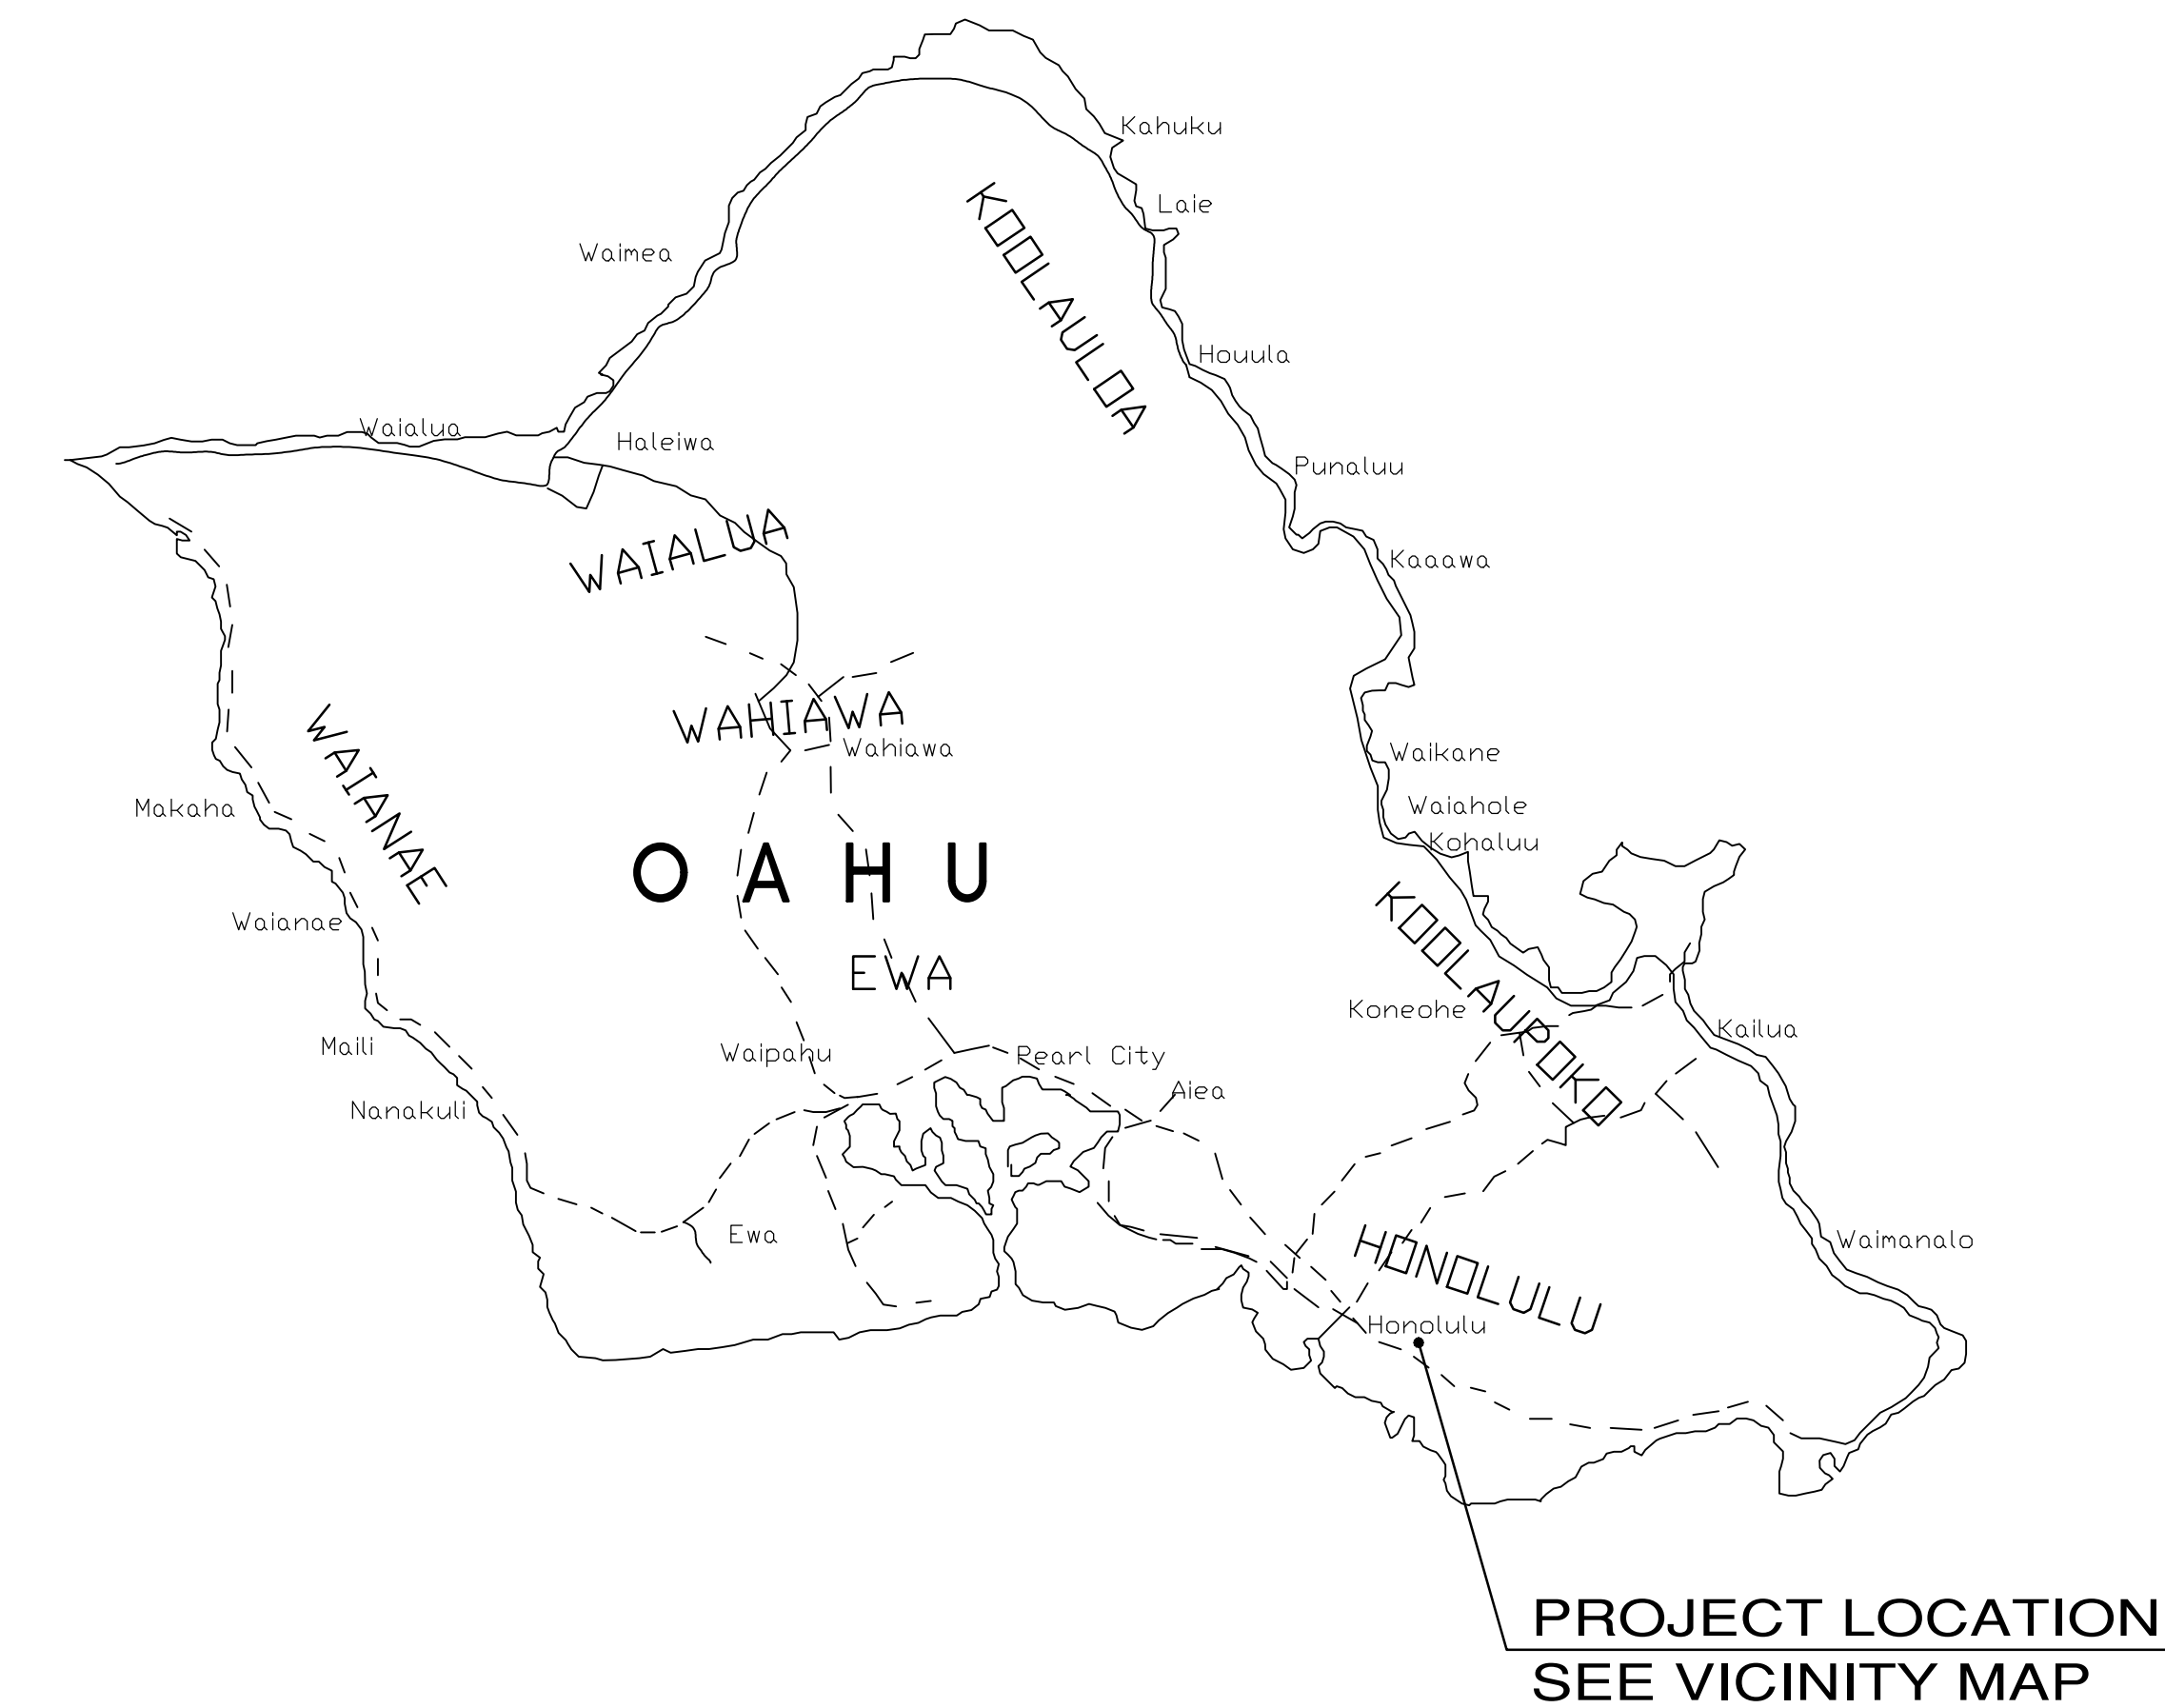 Kahuku
Laie
KOOLAULOA
Waimea
Houula
Waialua
Haleiwa
Punaluu
WAIALUA
Kaaawa
WAHIAWA
Wahiawa
Waikane
WAIANAE
Makaha
Waiahole
Kohaluu
O A H U
KOOLAUPOKO
Waianae
EWA
Koneohe
Kailua
Maili
Waipahu
Pearl City
Aiea
Nanakuli
Ewa
HONOLULU
Waimanalo
Honolulu
PROJECT LOCATION
SEE VICINITY MAP